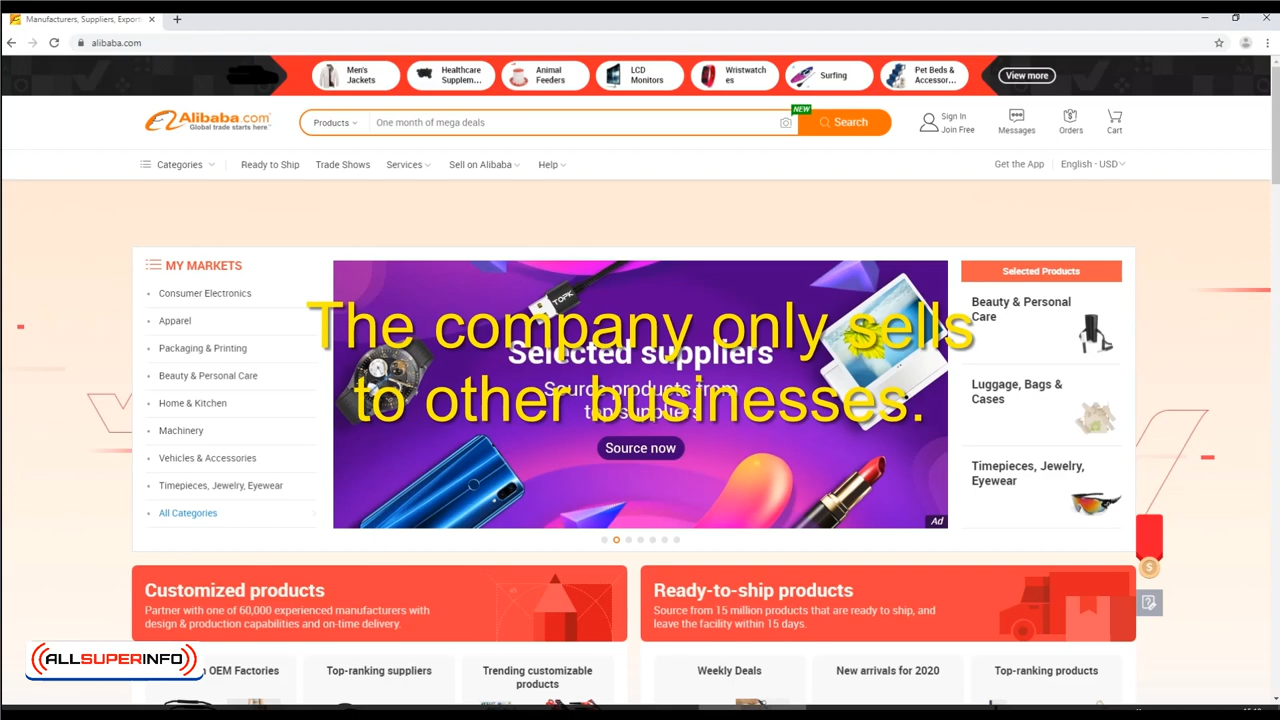 Manufacturers, Suppliers, Export
alibaba.com
Men's
Jackets
Healthcare
Supplem...
Animal
Feeders
LCD
Monitors
Wristwatch
es
Surfing
Pet Beds &
Accessor...
View more
Alibaba.com
Global trade starts here™
Products
One month of mega deals
NEW
Search
Sign In
Join Free
Messages
Orders
Cart
Categories
Ready to Ship
Trade Shows
Services
Sell on Alibaba
Help
Get the App
English - USD
MY MARKETS
Consumer Electronics
Apparel
Packaging & Printing
Beauty & Personal Care
Home & Kitchen
Machinery
Vehicles & Accessories
Timepieces, Jewelry, Eyewear
All Categories
TOPK
The company only sells
to other businesses.
Selected suppliers
Source products from
top suppliers
Source now
Ad
Selected Products
Beauty & Personal
Care
Luggage, Bags &
Cases
Timepieces, Jewelry,
Eyewear
$
Customized products
Partner with one of 60,000 experienced manufacturers with
design & production capabilities and on-time delivery.
Ready-to-ship products
Source from 15 million products that are ready to ship, and
leave the facility within 15 days.
ALLSUPERINFO
OEM Factories
Top-ranking suppliers
Trending customizable
products
Weekly Deals
New arrivals for 2020
Top-ranking products